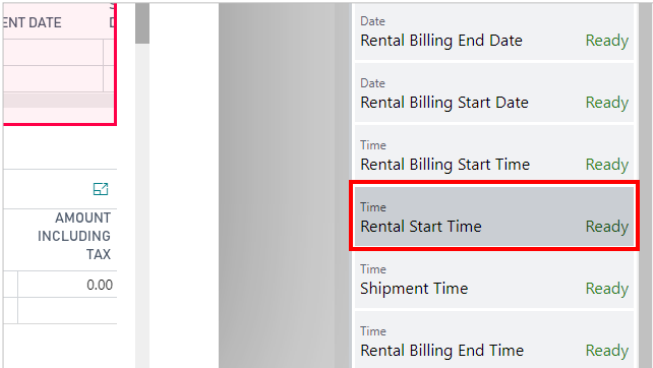 ENT DATE
AMOUNT
INCLUDING
TAX
0.00
Date
Rental Billing End Date Ready
Date
Rental Billing Start Date Ready
Time
Rental Billing Start Time Ready
Time
Rental Start Time Ready
Time
Shipment Time Ready
Time
Rental Billing End Time Ready